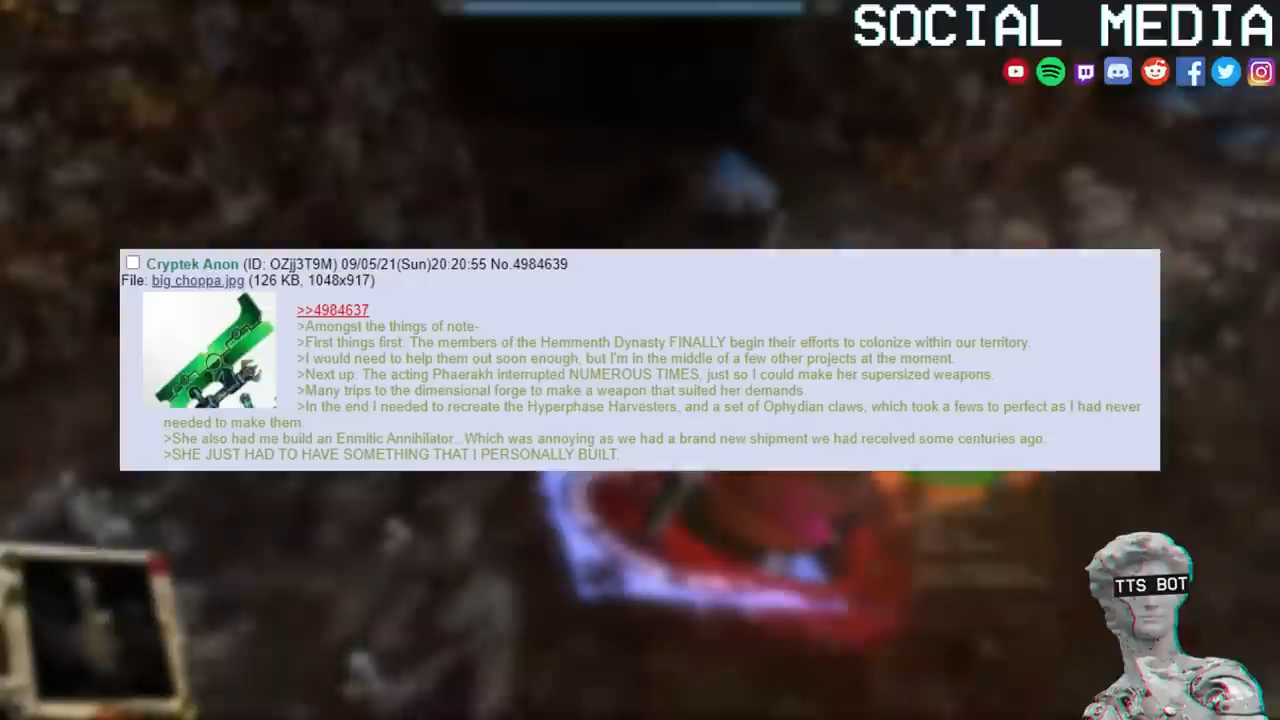 SOCIAL MEDIA
Cryptek Anon (ID: OZjj3T9M) 09/05/21(Sun)20:20:55 No.4984639
File: big choppa.jpg (126 KB, 1048x917)
>>4984637
>Amongst the things of note-
>First things first: The members of the Hemmenth Dynasty FINALLY begin their efforts to colonize within our territory.
>I would need to help them out soon enough, but I'm in the middle of a few other projects at the moment.
>Next up: The acting Phaerakh interrupted NUMEROUS TIMES, just so I could make her supersized weapons.
>Many trips to the dimensional forge to make a weapon that suited her demands.
>In the end I needed to recreate the Hyperphase Harvesters, and a set of Ophydian claws, which took a fews to perfect as I had never
needed to make them.
>She also had me build an Enmitic Annihilator...Which was annoying as we had a brand new shipment we had received some centuries ago.
>SHE JUST HAD TO HAVE SOMETHING THAT I PERSONALLY BUILT.
TTS BOT